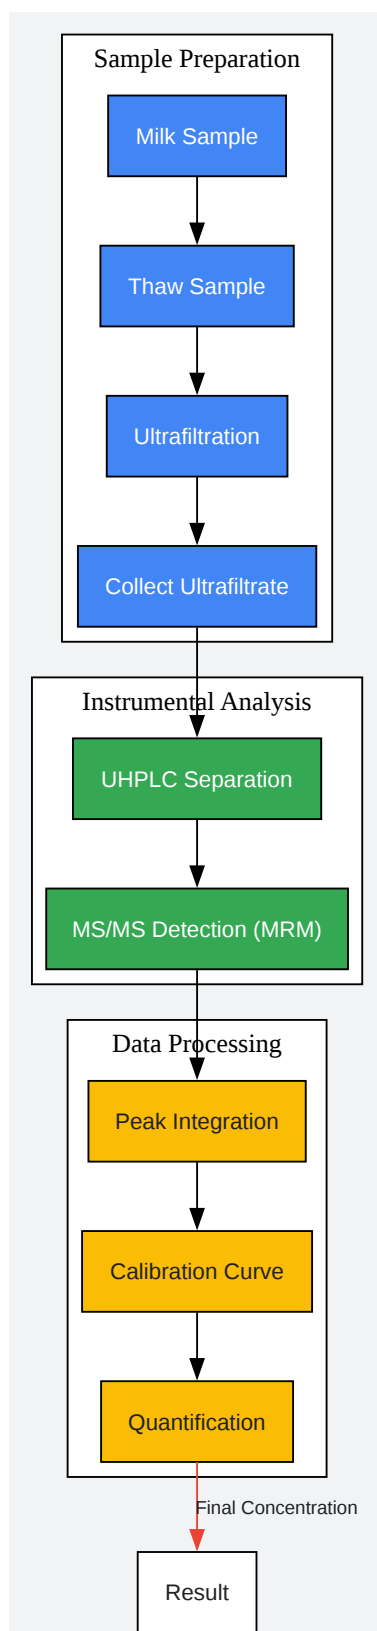 Sample Preparation
Milk Sample
Thaw Sample
Ultrafiltration
Collect Ultrafiltrate
Instrumental Analysis
UHPLC Separation
MS/MS Detection (MRM)
Data Processing
Peak Integration
Calibration Curve
Quantification
Final Concentration
Result